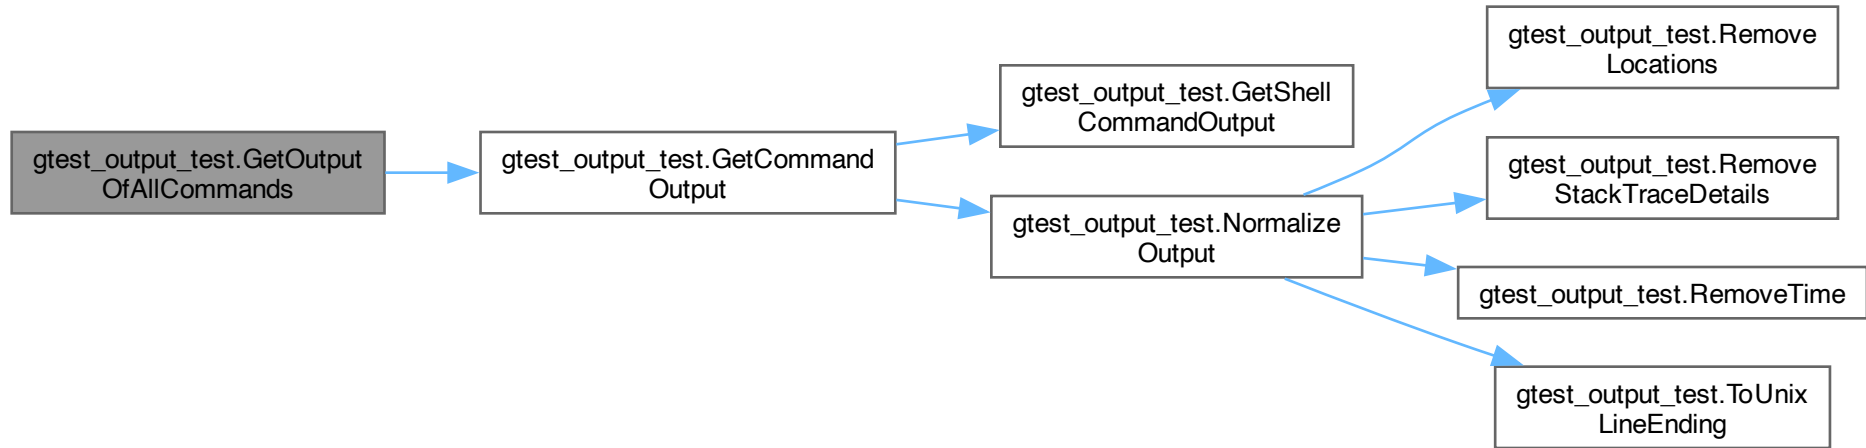 gtest_output_test.GetOutput
OfAllCommands
gtest_output_test.GetCommand
Output
gtest_output_test.GetShell
CommandOutput
gtest_output_test.Normalize
Output
gtest_output_test.Remove
Locations
gtest_output_test.Remove
StackTraceDetails
gtest_output_test.RemoveTime
gtest_output_test.ToUnix
LineEnding